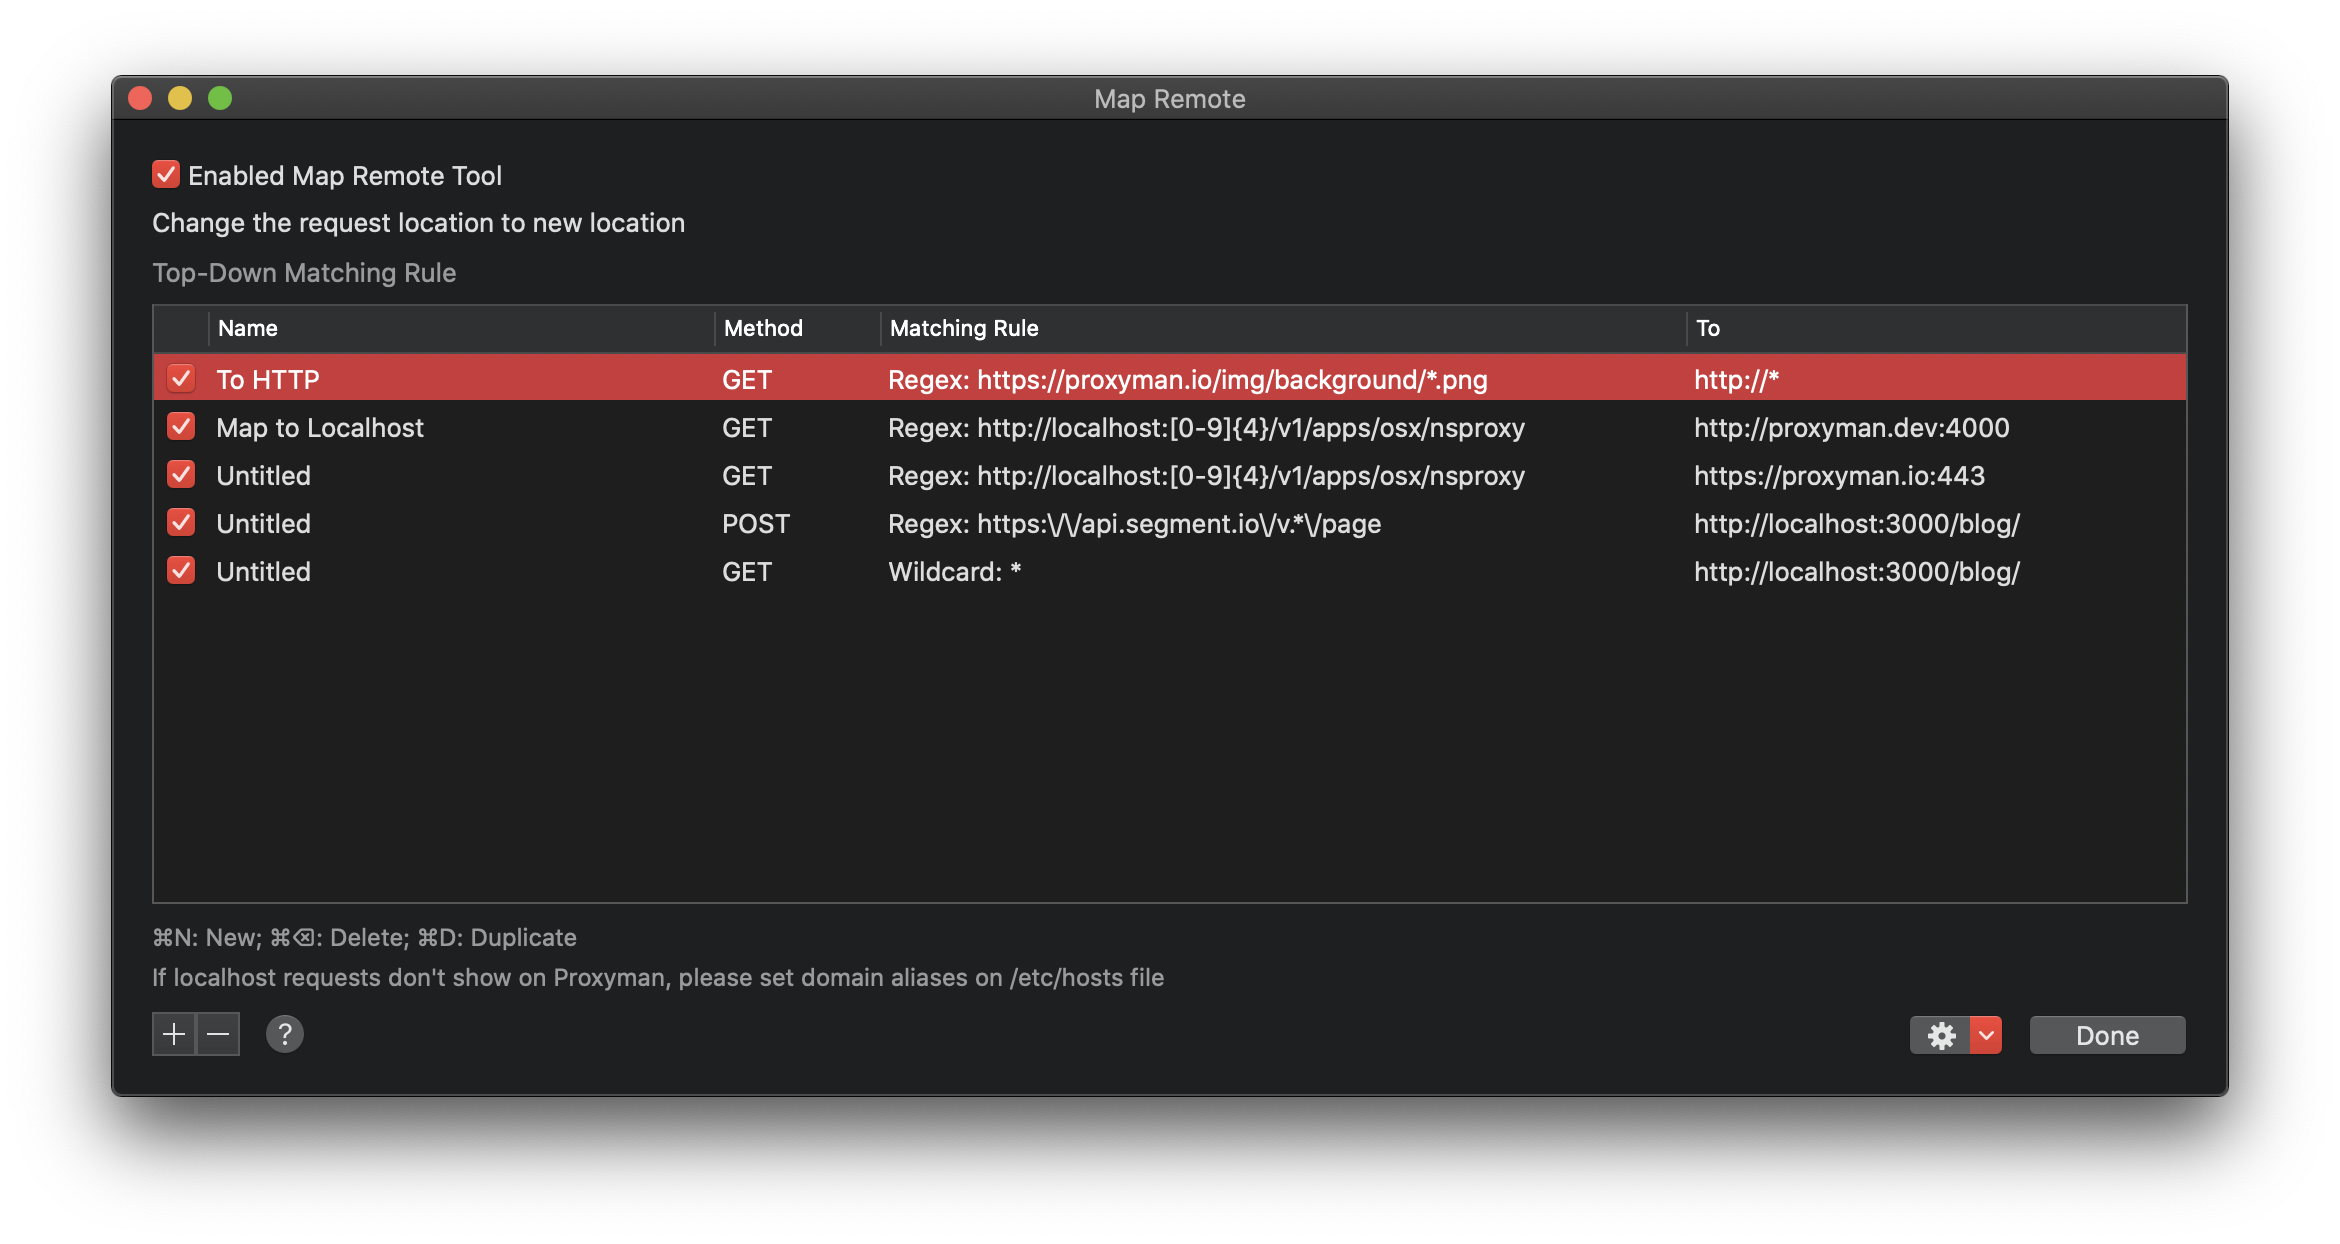 Map Remote
Enabled Map Remote Tool
Change the request location to new location
Top-Down Matching Rule
Name Method Matching Rule To
To HTTP GET Regex: https://proxyman.io/img/background/*.png http://*
Map to Localhost GET Regex: http://localhost:[0-9]{4}/v1/apps/osx/nsproxy http://proxyman.dev:4000
Untitled GET Regex: http://localhost:[0-9]{4}/v1/apps/osx/nsproxy https://proxyman.io:443
Untitled POST Regex: https:\/\/api.segment.io\/v.*\/page http://localhost:3000/blog/
Untitled GET Wildcard: * http://localhost:3000/blog/
⌘N: New; ⌘⌫: Delete; ⌘D: Duplicate
If localhost requests don't show on Proxyman, please set domain aliases on /etc/hosts file
+ − ? Done